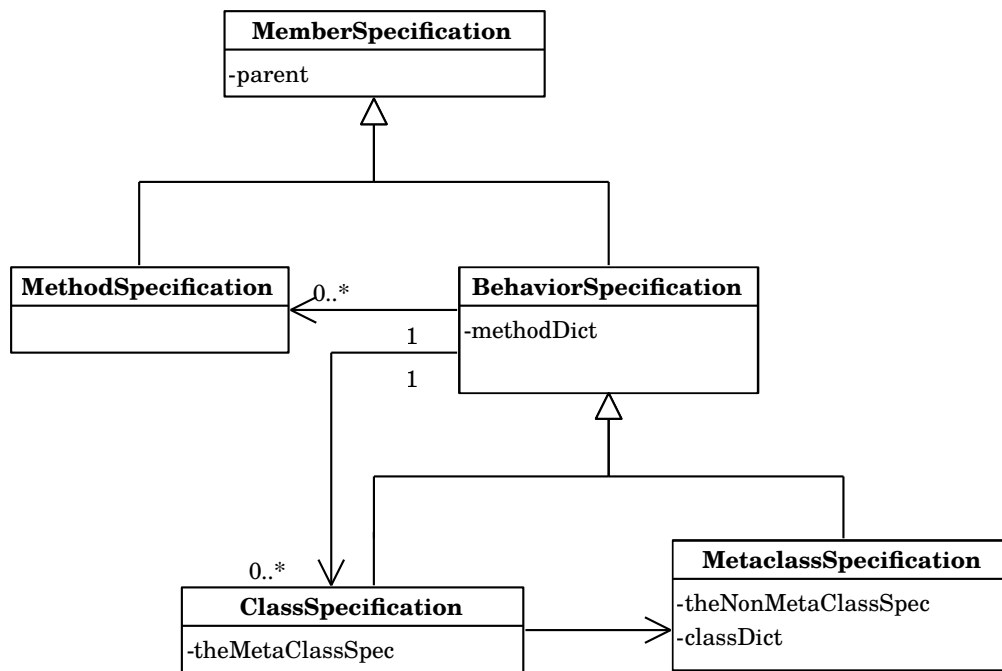 MemberSpecification
-parent
MethodSpecification
0..*
BehaviorSpecification
-methodDict
1
1
0..*
ClassSpecification
-theMetaClassSpec
MetaclassSpecification
-theNonMetaClassSpec
-classDict